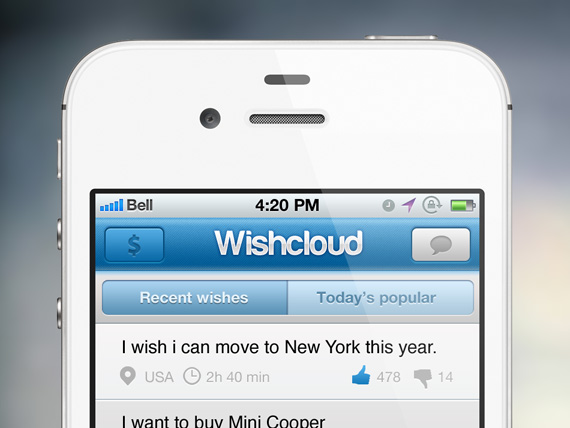 Bell 4:20 PM
$ Wishcloud
Recent wishes Today's popular
I wish i can move to New York this year.
USA 2h 40 min 478 14
I want to buy Mini Cooper